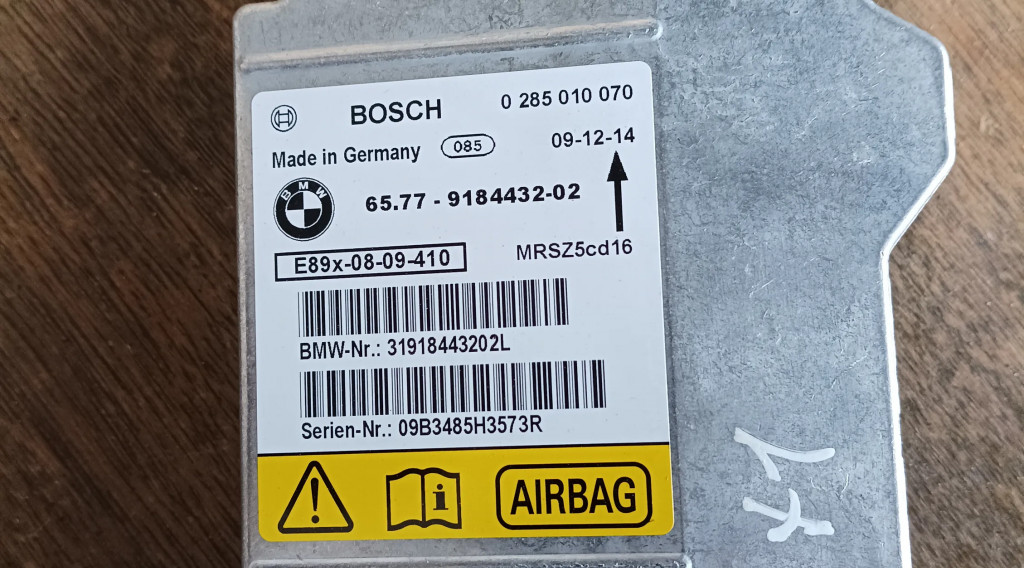 BOSCH 0 285 010 070
Made in Germany 085 09-12-14
BMW 65.77 - 9184432-02
E89x-08-09-410 MRSZ5cd16
BMW-Nr.: 31918443202L
Serien-Nr.: 09B3485H3573R
AIRBAG